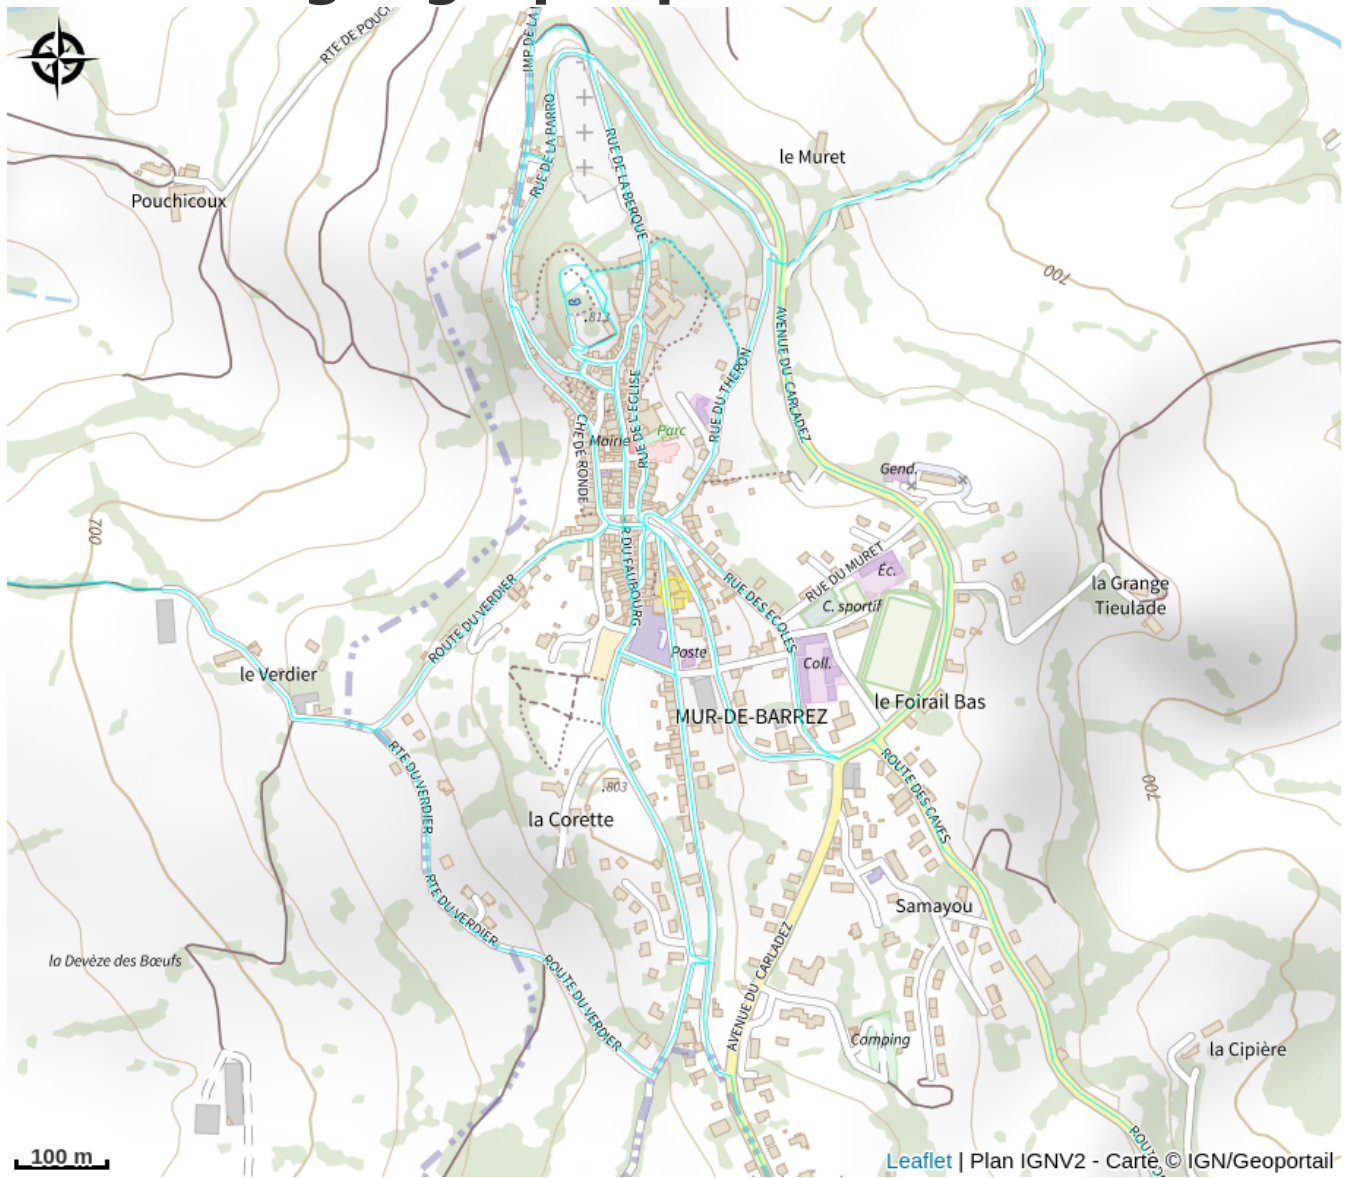 RTE DE POUCH
IMP DE LA
RUE DE LA PARRO
RUE DE LA BERQUE
le Muret
Pouchicoux
700
.813
AVENUE DU CARLADEZ
RUE DU THERON
RUE DE L'EGLISE
CHE DE RONDE
Mairie
Parc
Gend.
700
R DU FAUBOURG
RUE DES ECOLES
RUE DU MURET
Éc.
C. sportif
la Grange
Tieulade
ROUTE DU VERDIER
Poste
Coll.
le Verdier
le Foirail Bas
MUR-DE-BARREZ
RTE DU VERDIER
.803
ROUTE DES CAVES
700
la Corette
RTE DU VERDIER
Samayou
la Devèze des Bœufs
ROUTE DU VERDIER
AVENUE DU CARLADEZ
Camping
la Cipière
100 m
Leaflet | Plan IGNV2 - Carte © IGN/Geoportail